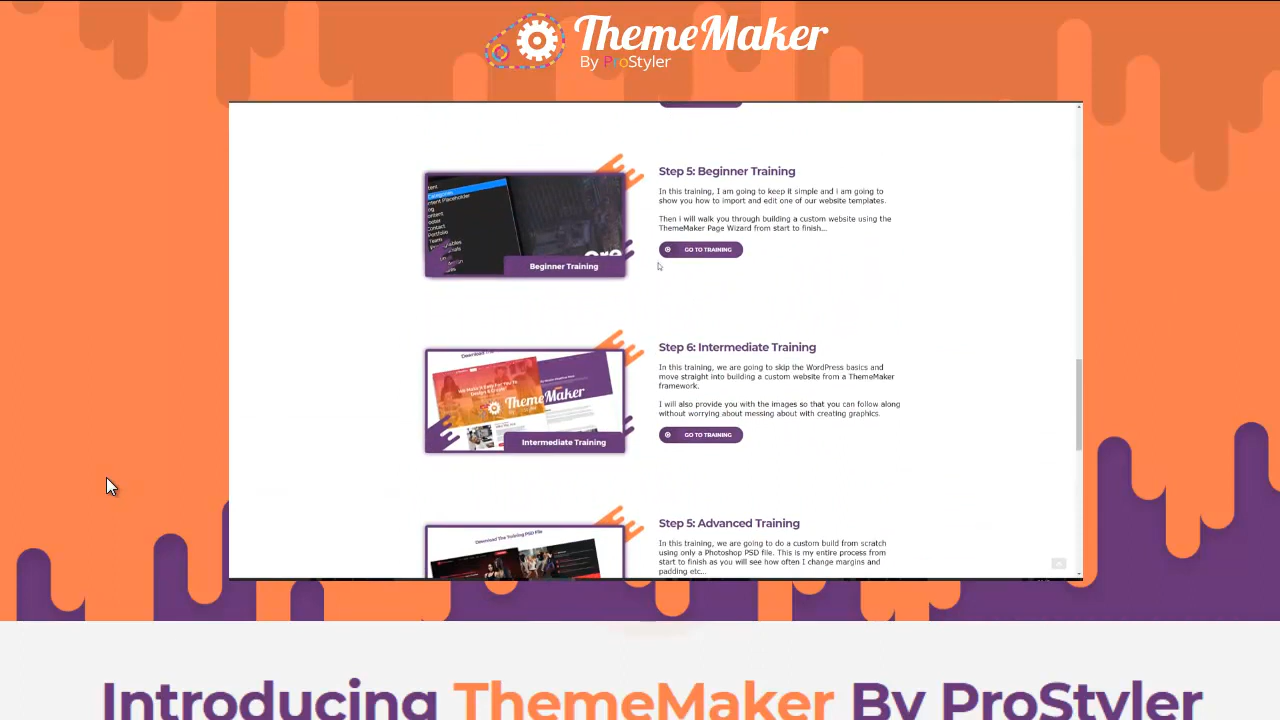 ThemeMaker
By ProStyler
Step 5: Beginner Training
In this training, I am going to keep it simple and i am going to
show you how to import and edit one of our website templates.
Then i will walk you through building a custom website using the
ThemeMaker Page Wizard from start to finish...
GO TO TRAINING
Beginner Training
Step 6: Intermediate Training
In this training, we are going to skip the WordPress basics and
move straight into building a custom website from a ThemeMaker
framework.
I will also provide you with the images so that you can follow along
without worrying about messing about with creating graphics.
GO TO TRAINING
ThemeMaker
Intermediate Training
Step 5: Advanced Training
In this training, we are going to do a custom build from scratch
using only a Photoshop PSD file. This is my entire process from
start to finish as you will see how often I change margins and
padding etc...
Download The Training PSD File
Introducing ThemeMaker By ProStyler